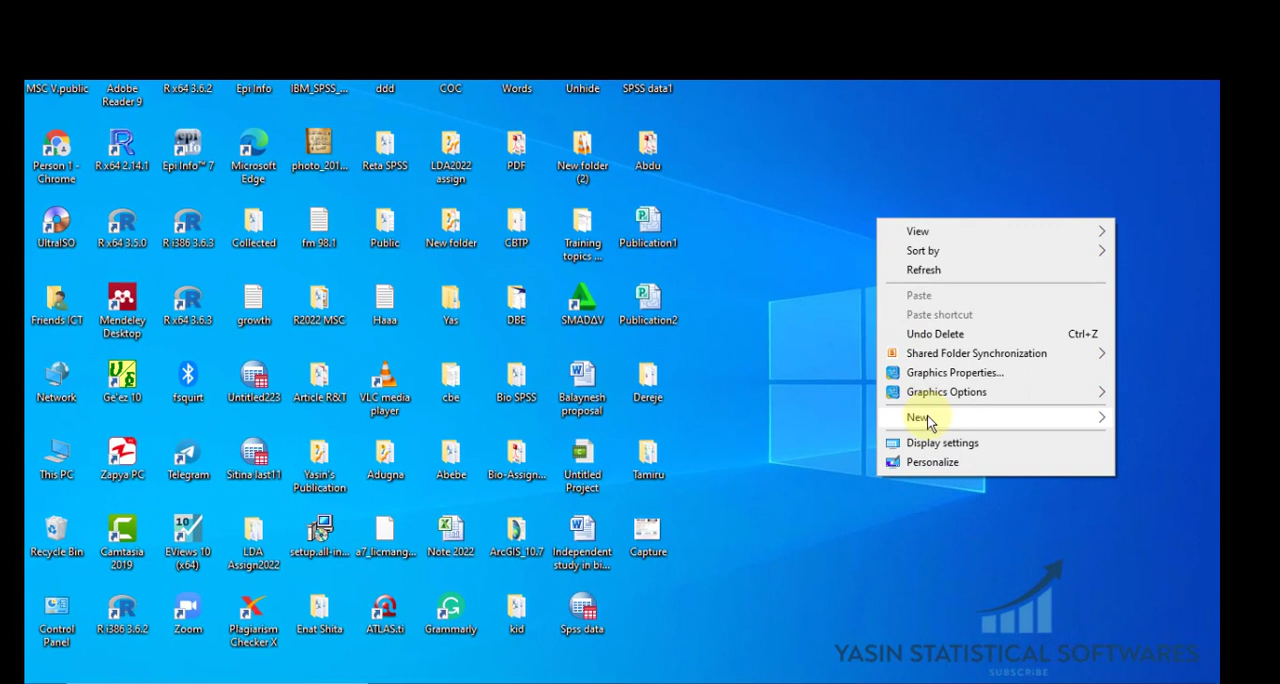 MSC V.public
Adobe
Reader 9
R x64 3.6.2
Epi Info
IBM_SPSS_...
ddd
COC
Words
Unhide
SPSS data1
Person 1 -
Chrome
R x64 2.14.1
Epi Info™ 7
Microsoft
Edge
photo_201...
Reta SPSS
LDA2022
assign
PDF
New folder
(2)
Abdu
UltraISO
R x64 3.5.0
R i386 3.6.3
Collected
fm 98.1
Public
New folder
CBTP
Training
topics ...
Publication1
Friends ICT
Mendeley
Desktop
R x64 3.6.3
growth
R2022 MSC
Haaa
Yas
DBE
SMADAV
Publication2
Network
Ge'ez 10
fsquirt
Untitled223
Article R&T
VLC media
player
cbe
Bio SPSS
Balaynesh
proposal
Dereje
This PC
Zapya PC
Telegram
Sitina last11
Yasin's
Publication
Adugna
Abebe
Bio-Assign...
Untitled
Project
Tamiru
Recycle Bin
Camtasia
2019
EViews 10
(x64)
LDA
Assign2022
setup.all-in...
a7_licmang...
Note 2022
ArcGIS_10.7
Independent
study in bi...
Capture
Control
Panel
R i386 3.6.2
Zoom
Plagiarism
Checker X
Enat Shita
ATLAS.ti
Grammarly
kid
Spss data
View
Sort by
Refresh
Paste
Paste shortcut
Undo Delete Ctrl+Z
Shared Folder Synchronization
Graphics Properties...
Graphics Options
New
Display settings
Personalize
YASIN STATISTICAL SOFTWARES
SUBSCRIBE